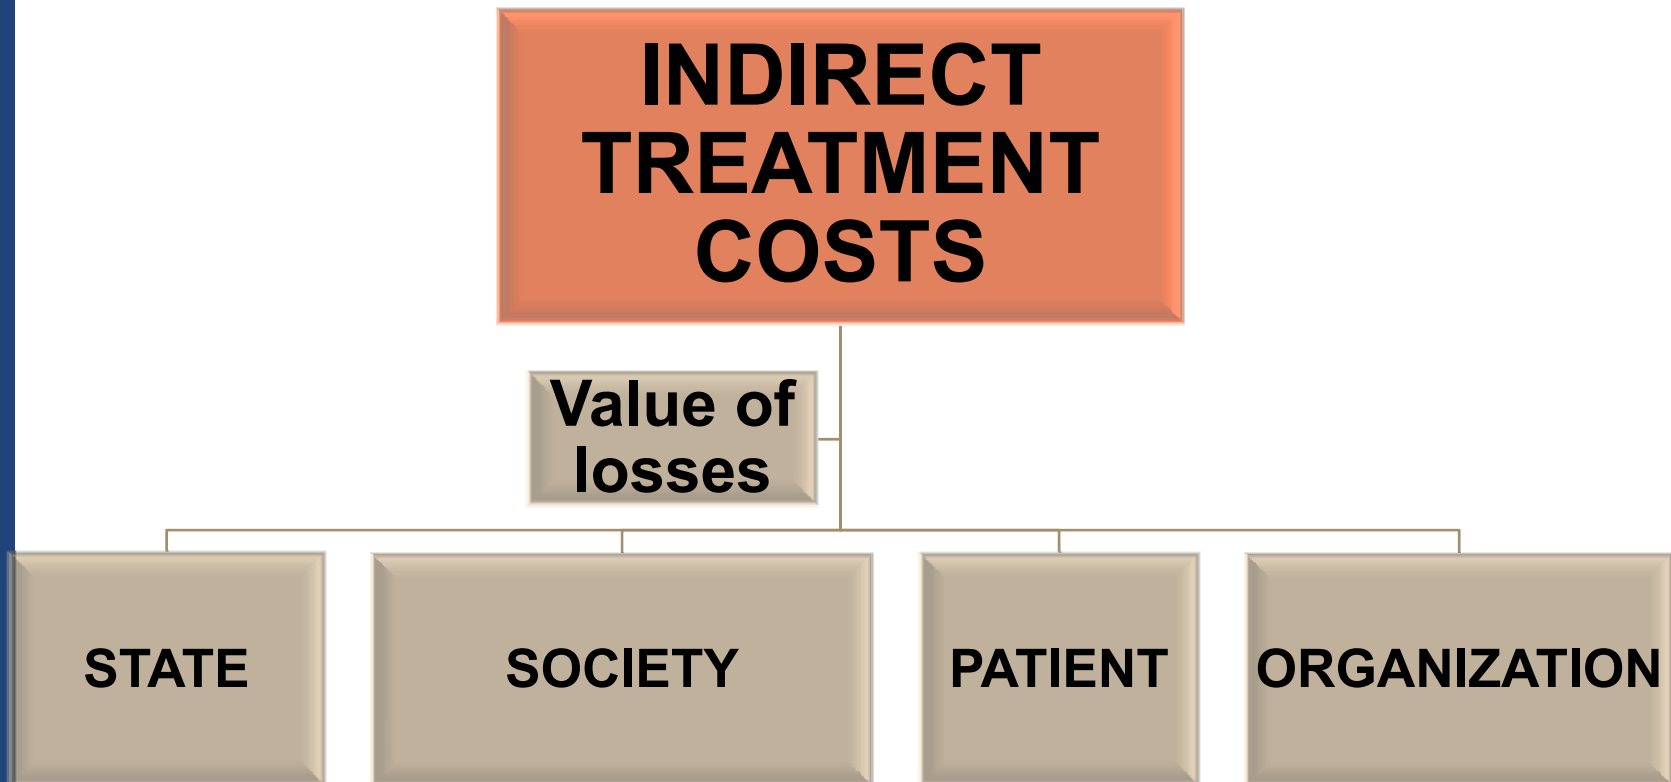 INDIRECT
TREATMENT
COSTS
Value of
losses
STATE
SOCIETY
PATIENT
ORGANIZATION